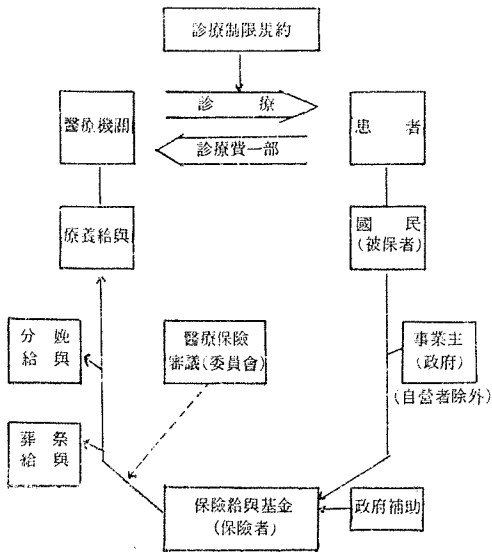 診療制限規約
診療
醫療機關
患者
診療費一部
療養給與
國民
(被保者)
分娩
給與
醫療保險
審議(委員會)
事業主
(政府)
(自營者除外)
葬祭
給與
保險給與基金
(保險者)
政府補助